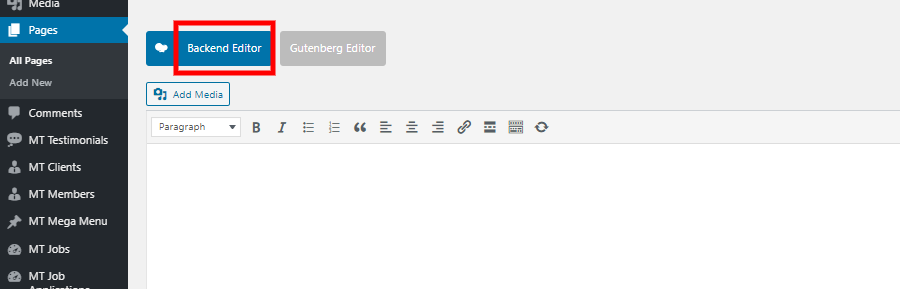 Media
Pages
All Pages
Add New
Comments
MT Testimonials
MT Clients
MT Members
MT Mega Menu
MT Jobs
MT Job
Applications
Backend Editor
Gutenberg Editor
Add Media
Paragraph
B
I